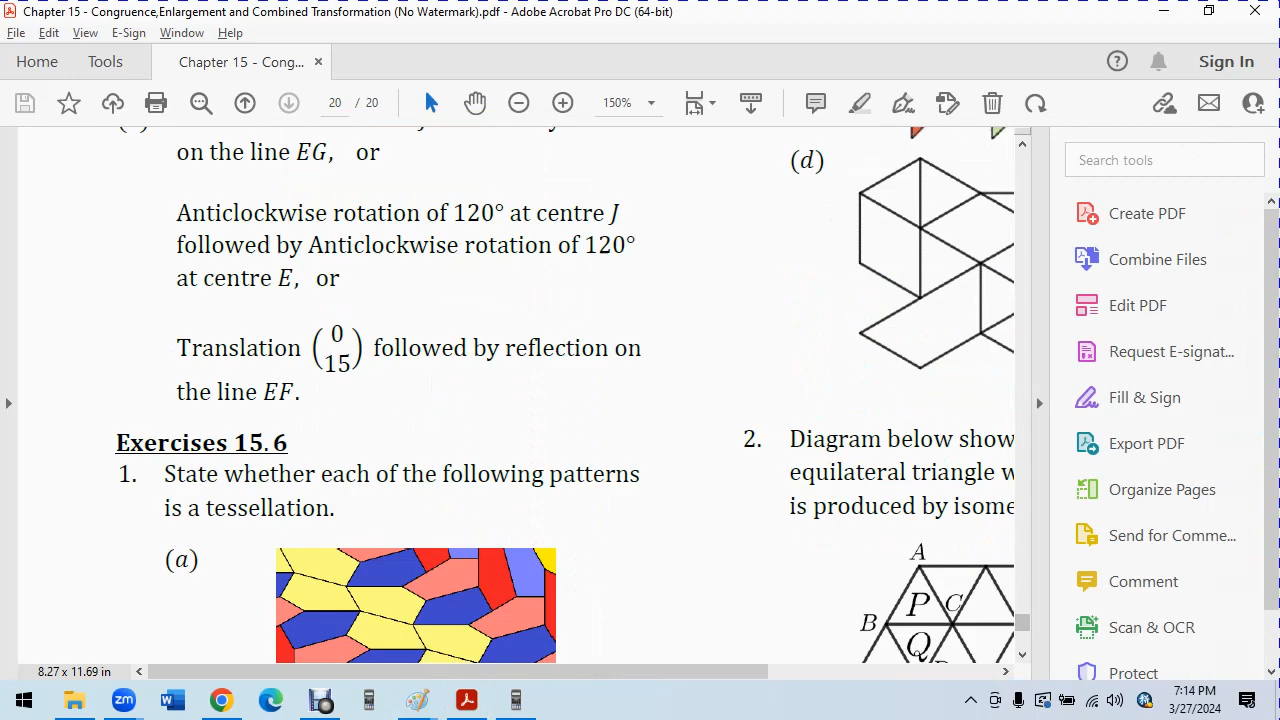 Chapter 15 - Congruence,Enlargement and Combined Transformation (No Watermark).pdf - Adobe Acrobat Pro DC (64-bit)
File Edit View E-Sign Window Help
Home Tools Chapter 15 - Cong... × Sign In
20 / 20 150%
on the line EG, or
Anticlockwise rotation of 120° at centre J
followed by Anticlockwise rotation of 120°
at centre E, or
Translation (0 15) followed by reflection on
the line EF.
Exercises 15.6
1. State whether each of the following patterns
is a tessellation.
(a)
(d)
2. Diagram below show
equilateral triangle w
is produced by isome
A
P C
B
Q
Search tools
Create PDF
Combine Files
Edit PDF
Request E-signat...
Fill & Sign
Export PDF
Organize Pages
Send for Comme...
Comment
Scan & OCR
Protect
8.27 x 11.69 in
zm W
7:14 PM
3/27/2024